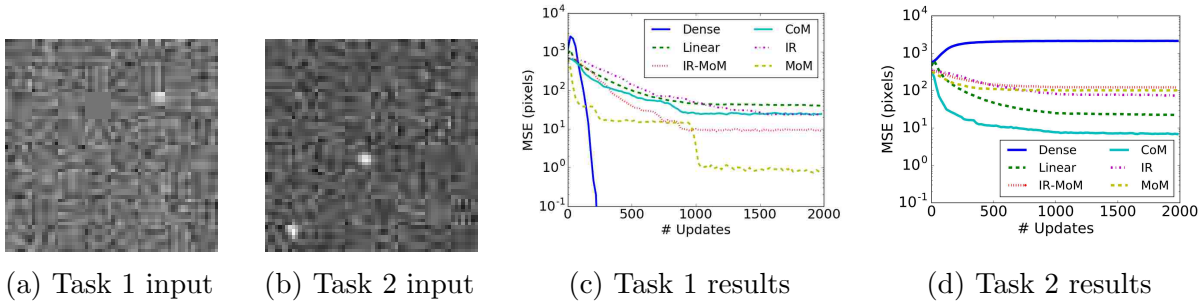 MSE (pixels)
10^4
10^3
10^2
10^1
10^0
10^-1
Dense
Linear
IR-MoM
CoM
IR
MoM
0 500 1000 1500 2000
# Updates
MSE (pixels)
10^4
10^3
10^2
10^1
10^0
10^-1
Dense
Linear
IR-MoM
CoM
IR
MoM
0 500 1000 1500 2000
# Updates
(a) Task 1 input
(b) Task 2 input
(c) Task 1 results
(d) Task 2 results